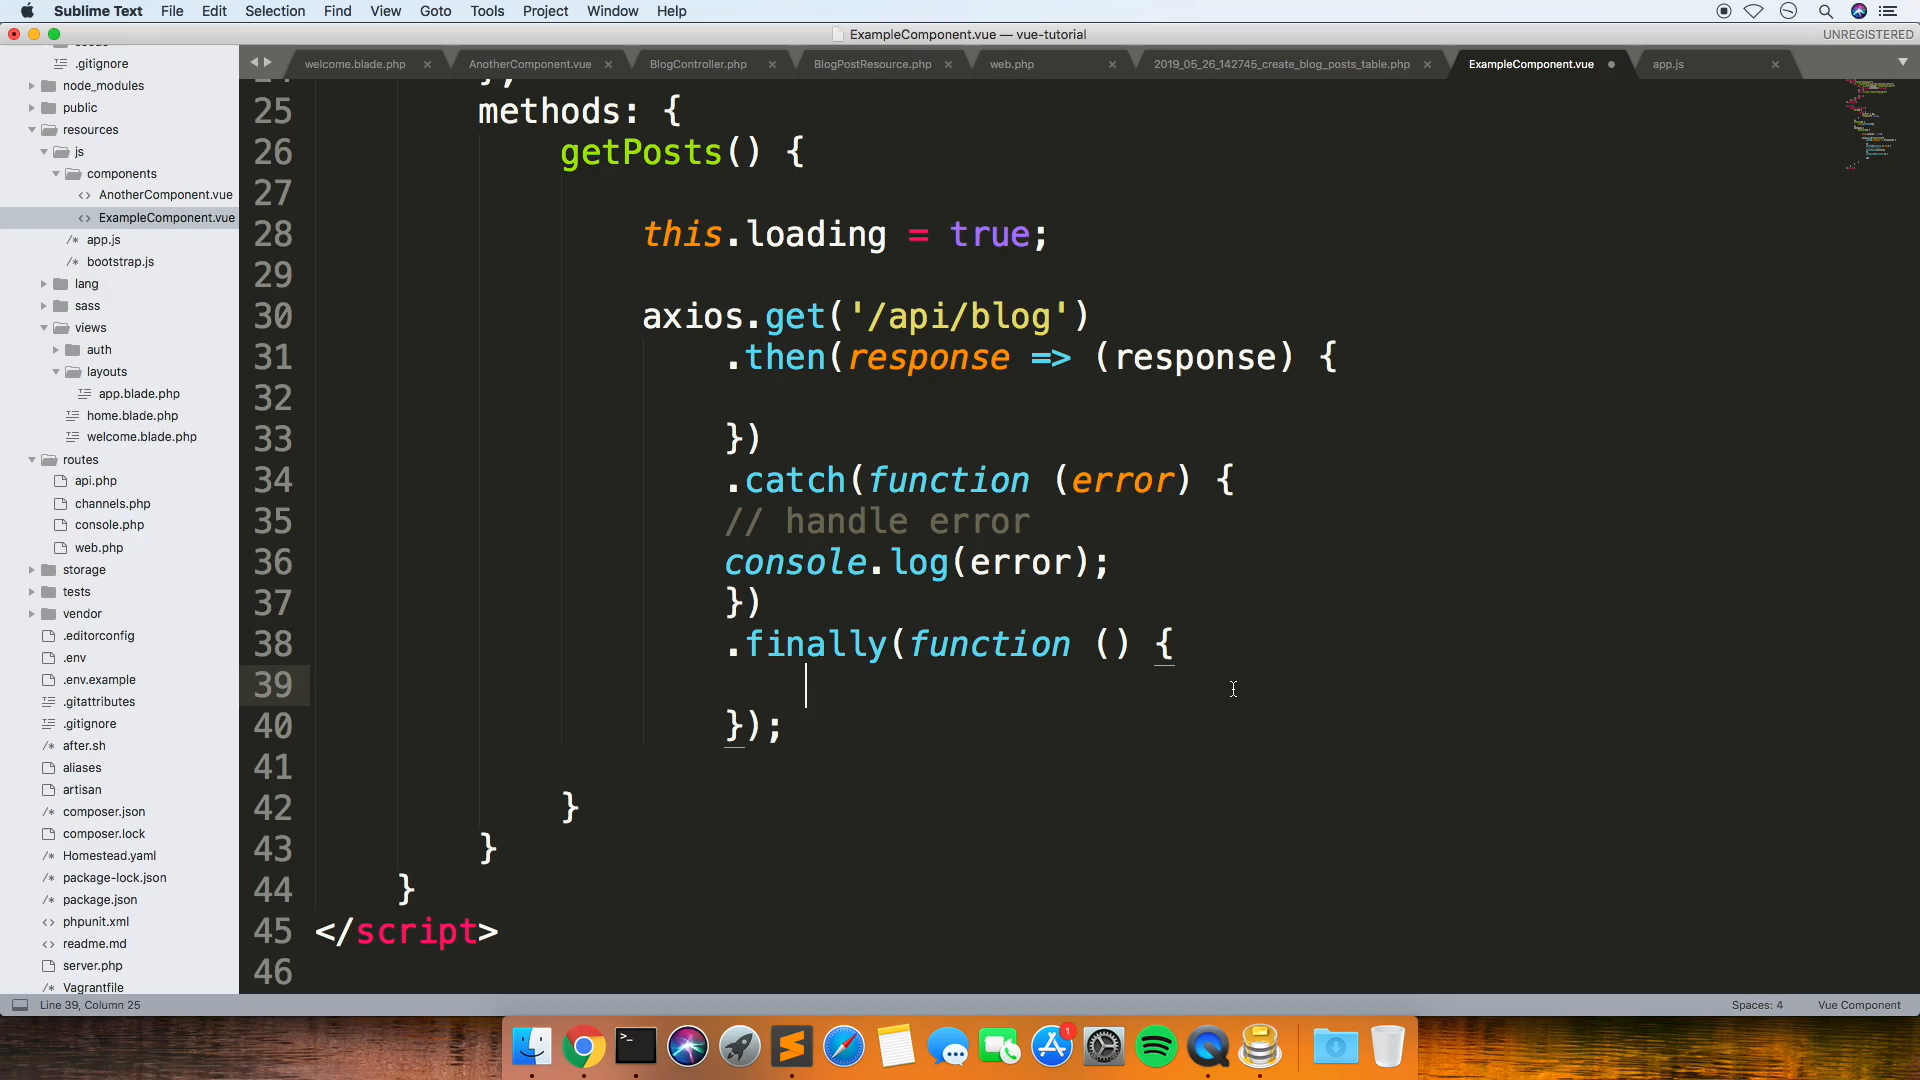 Sublime Text File Edit Selection Find View Goto Tools Project Window Help
ExampleComponent.vue — vue-tutorial
UNREGISTERED
welcome.blade.php
AnotherComponent.vue
BlogController.php
BlogPostResource.php
web.php
2019_05_26_142745_create_blog_posts_table.php
ExampleComponent.vue
app.js
.gitignore
node_modules
public
resources
js
components
AnotherComponent.vue
ExampleComponent.vue
app.js
bootstrap.js
lang
sass
views
auth
layouts
app.blade.php
home.blade.php
welcome.blade.php
routes
api.php
channels.php
console.php
web.php
storage
tests
vendor
.editorconfig
.env
.env.example
.gitattributes
.gitignore
after.sh
aliases
artisan
composer.json
composer.lock
Homestead.yaml
package-lock.json
package.json
phpunit.xml
readme.md
server.php
Vagrantfile
25 methods: {
26 getPosts() {
27
28 this.loading = true;
29
30 axios.get('/api/blog')
31 .then(response => (response) {
32
33 })
34 .catch(function (error) {
35 // handle error
36 console.log(error);
37 })
38 .finally(function () {
39
40 });
41
42 }
43 }
44 }
45 </script>
46
Line 39, Column 25
Spaces: 4
Vue Component
1